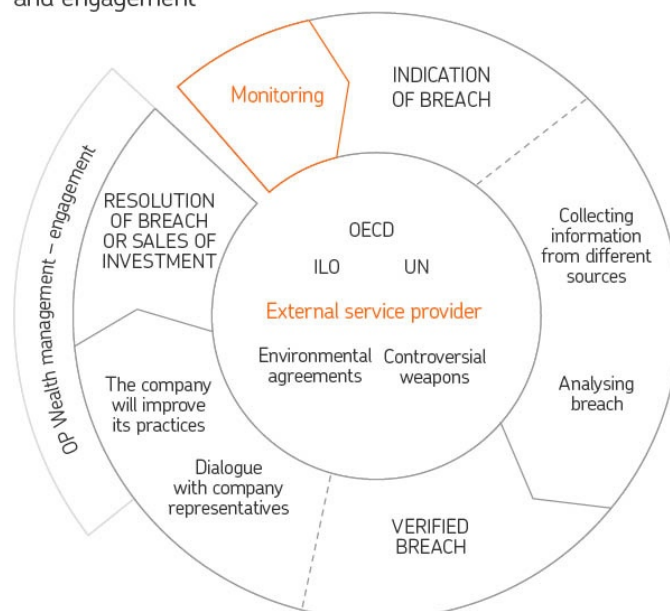 and engagement
Monitoring
INDICATION
OF BREACH
Collecting
information
from different
sources
Analysing
breach
VERIFIED
BREACH
Dialogue
with company
representatives
The company
will improve
its practices
RESOLUTION
OF BREACH
OR SALES OF
INVESTMENT
OP Wealth management – engagement
OECD
ILO UN
External service provider
Environmental
agreements
Controversial
weapons